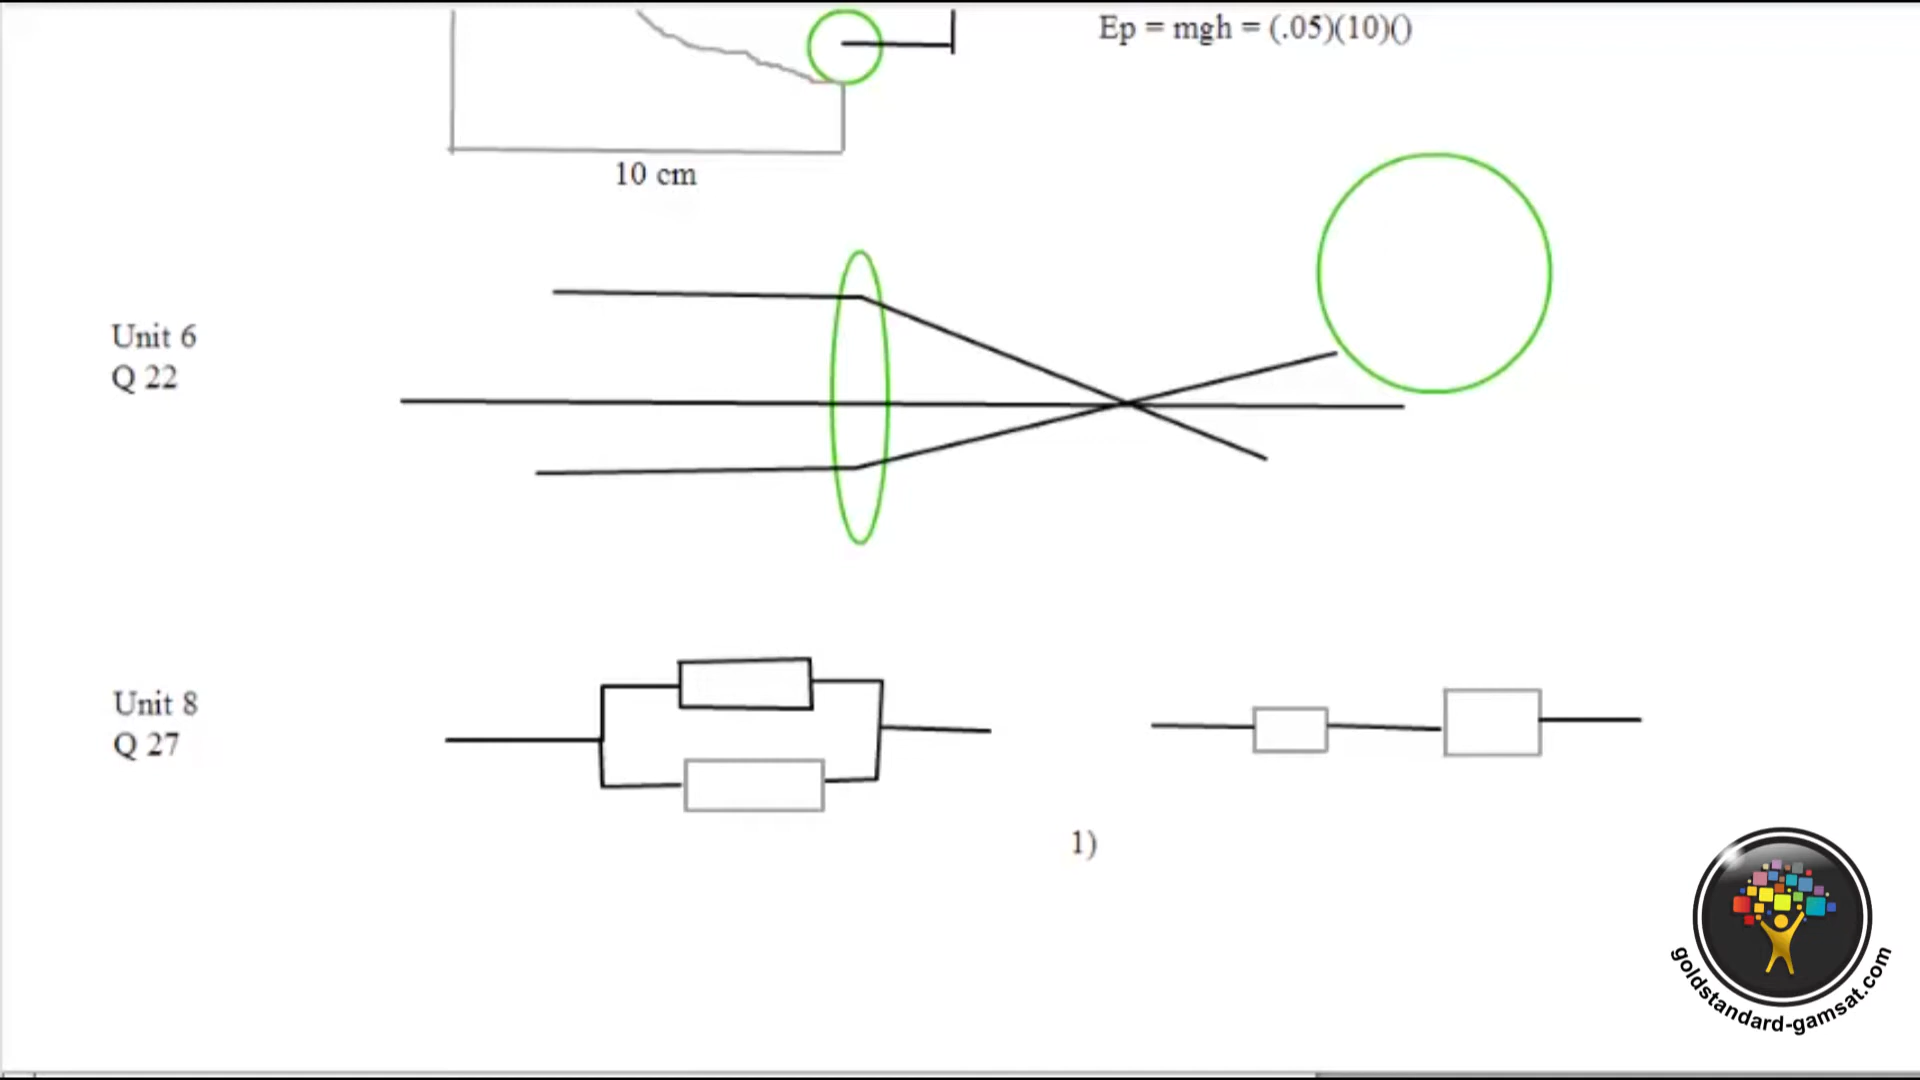 Ep = mgh = (.05)(10)()
10 cm
Unit 6
Q 22
Unit 8
Q 27
1)
goldstandard-gamsat.com